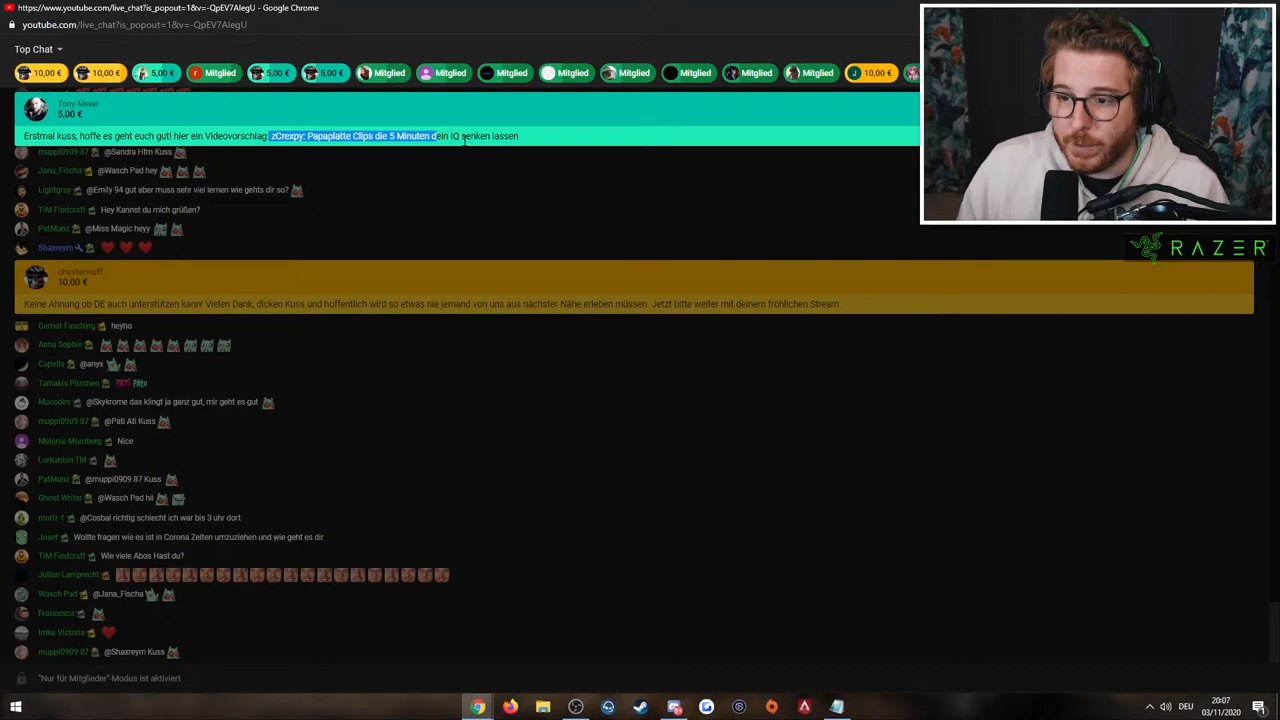 https://www.youtube.com/live_chat?is_popout=1&v=-QpEV7AlegU - Google Chrome
youtube.com/live_chat?is_popout=1&v=-QpEV7AlegU
Top Chat
10,00 € 10,00 € 5,00 € Mitglied 5,00 € 5,00 € Mitglied Mitglied Mitglied Mitglied Mitglied Mitglied Mitglied Mitglied 10,00 €
Tony Meier
5,00 €
Erstmal kuss, hoffe es geht euch gut! hier ein Videovorschlag: zCrexpy: Papaplatte Clips die 5 Minuten dein IQ senken lassen
muppi0909 87 @Sandra Hfm Kuss
Jana_Fischa @Wasch Pad hey
Lightgray @Emily 94 gut aber muss sehr viel lernen wie gehts dir so?
TIM Findcraft Hey Kannst du mich grüßen?
PatMunz @Miss Magic heyy
Shaxreym
chesterwuff
10,00 €
Keine Ahnung ob DE auch unterstützen kann! Vielen Dank, dicken Kuss und hoffentlich wird so etwas nie jemand von uns aus nächster Nähe erleben müssen. Jetzt bitte weiter mit deinem fröhlichen Stream.
Gernot Fasching heyho
Anna Sophie
Capella @anyx
Tamakis Pilzchen PATI PATU
Macodes @Skykrome das klingt ja ganz gut, mir geht es gut
muppi0909 87 @Pati Ati Kuss
Melanie Mornberg Nice
Lorkanion TM
PatMunz @muppi0909 87 Kuss
Ghost Writer @Wasch Pad hii
moriz † @Cosbal richtig schlecht ich war bis 3 uhr dort
Josef Wollte fragen wie es ist in Corona Zeiten umzuziehen und wie geht es dir
TIM Findcraft Wie viele Abos Hast du?
Julian Lamprecht
Wasch Pad @Jana_Fischa
Francesca
Imke Victoria
muppi0909 87 @Shaxreym Kuss
"Nur für Mitglieder"-Modus ist aktiviert
RAZER
DEU
20:07
03/11/2020